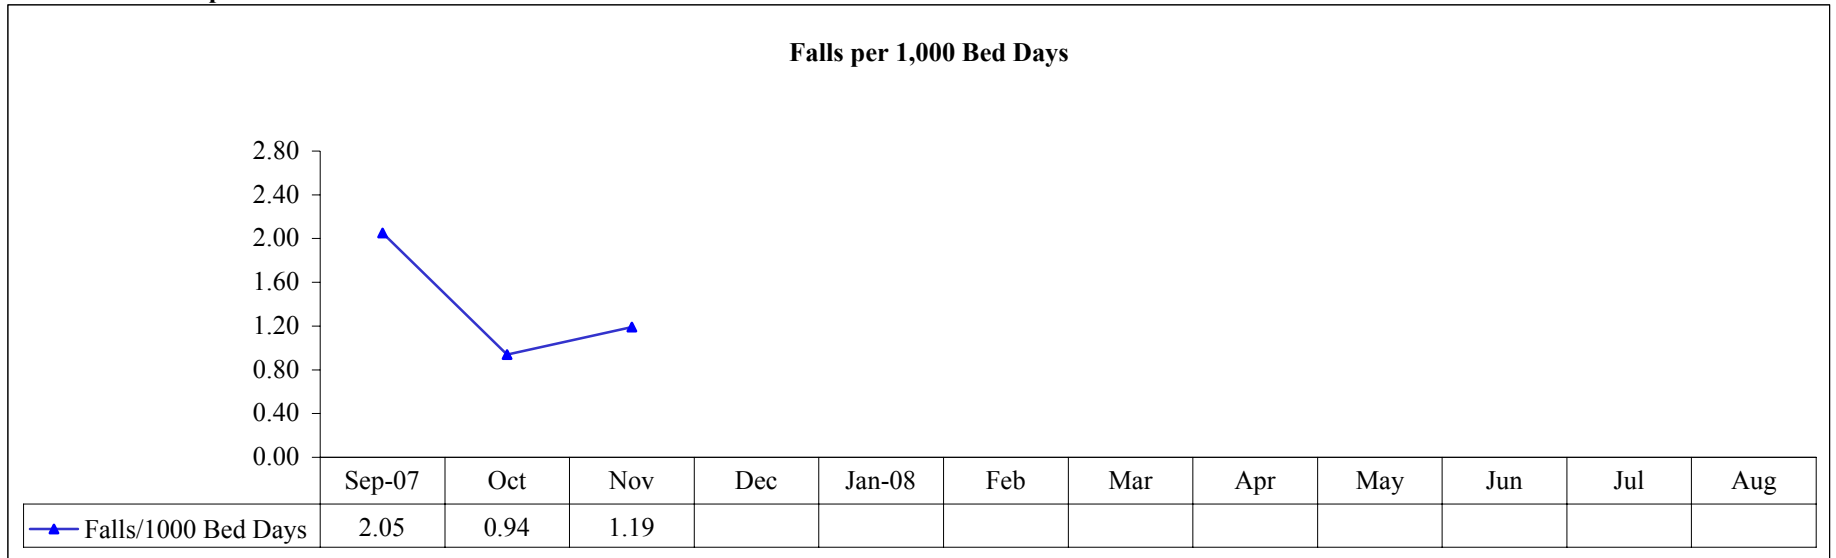 Falls per 1,000 Bed Days
2.80
2.40
2.00
1.60
1.20
0.80
0.40
0.00
Sep-07 Oct Nov Dec Jan-08 Feb Mar Apr May Jun Jul Aug
Falls/1000 Bed Days 2.05 0.94 1.19